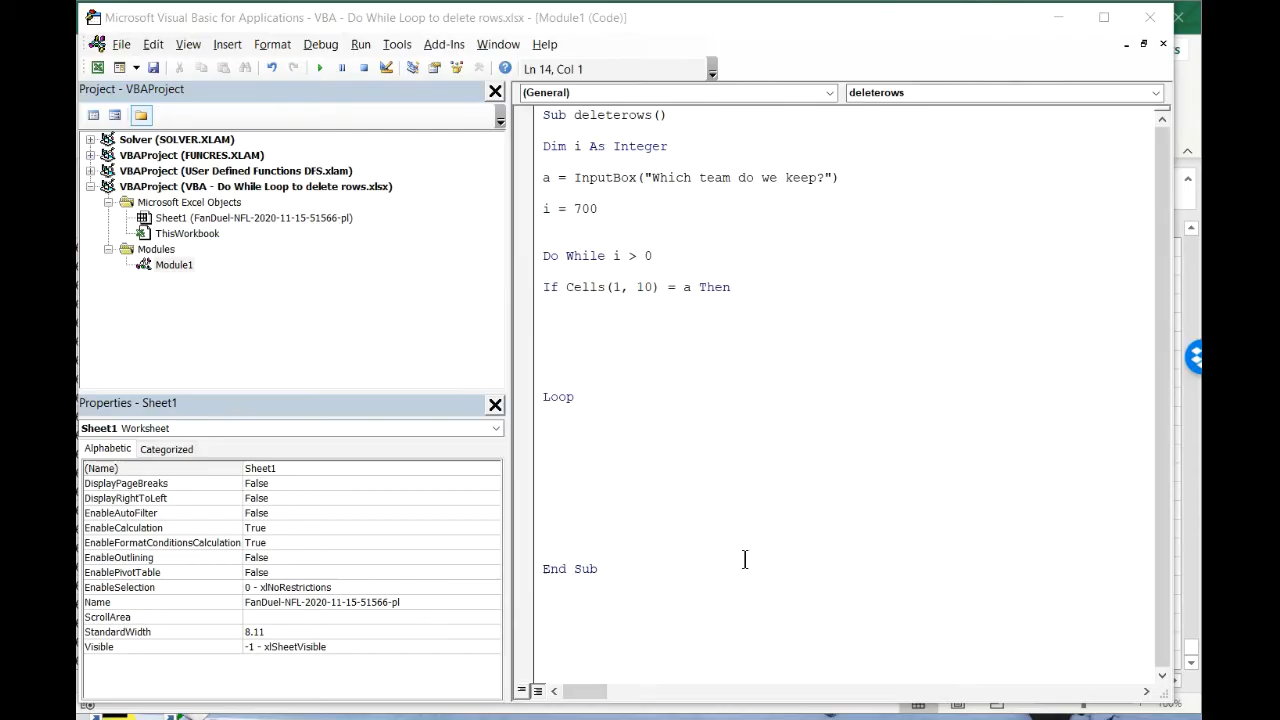 Microsoft Visual Basic for Applications - VBA - Do While Loop to delete rows.xlsx - [Module1 (Code)]
File Edit View Insert Format Debug Run Tools Add-Ins Window Help
Ln 14, Col 1
Project - VBAProject
Solver (SOLVER.XLAM)
VBAProject (FUNCRES.XLAM)
VBAProject (USer Defined Functions DFS.xlam)
VBAProject (VBA - Do While Loop to delete rows.xlsx)
Microsoft Excel Objects
Sheet1 (FanDuel-NFL-2020-11-15-51566-pl)
ThisWorkbook
Modules
Module1
Properties - Sheet1
Sheet1 Worksheet
Alphabetic Categorized
(Name) Sheet1
DisplayPageBreaks False
DisplayRightToLeft False
EnableAutoFilter False
EnableCalculation True
EnableFormatConditionsCalculation True
EnableOutlining False
EnablePivotTable False
EnableSelection 0 - xlNoRestrictions
Name FanDuel-NFL-2020-11-15-51566-pl
ScrollArea
StandardWidth 8.11
Visible -1 - xlSheetVisible
(General) deleterows
Sub deleterows()
Dim i As Integer
a = InputBox("Which team do we keep?")
i = 700
Do While i > 0
If Cells(1, 10) = a Then
Loop
End Sub